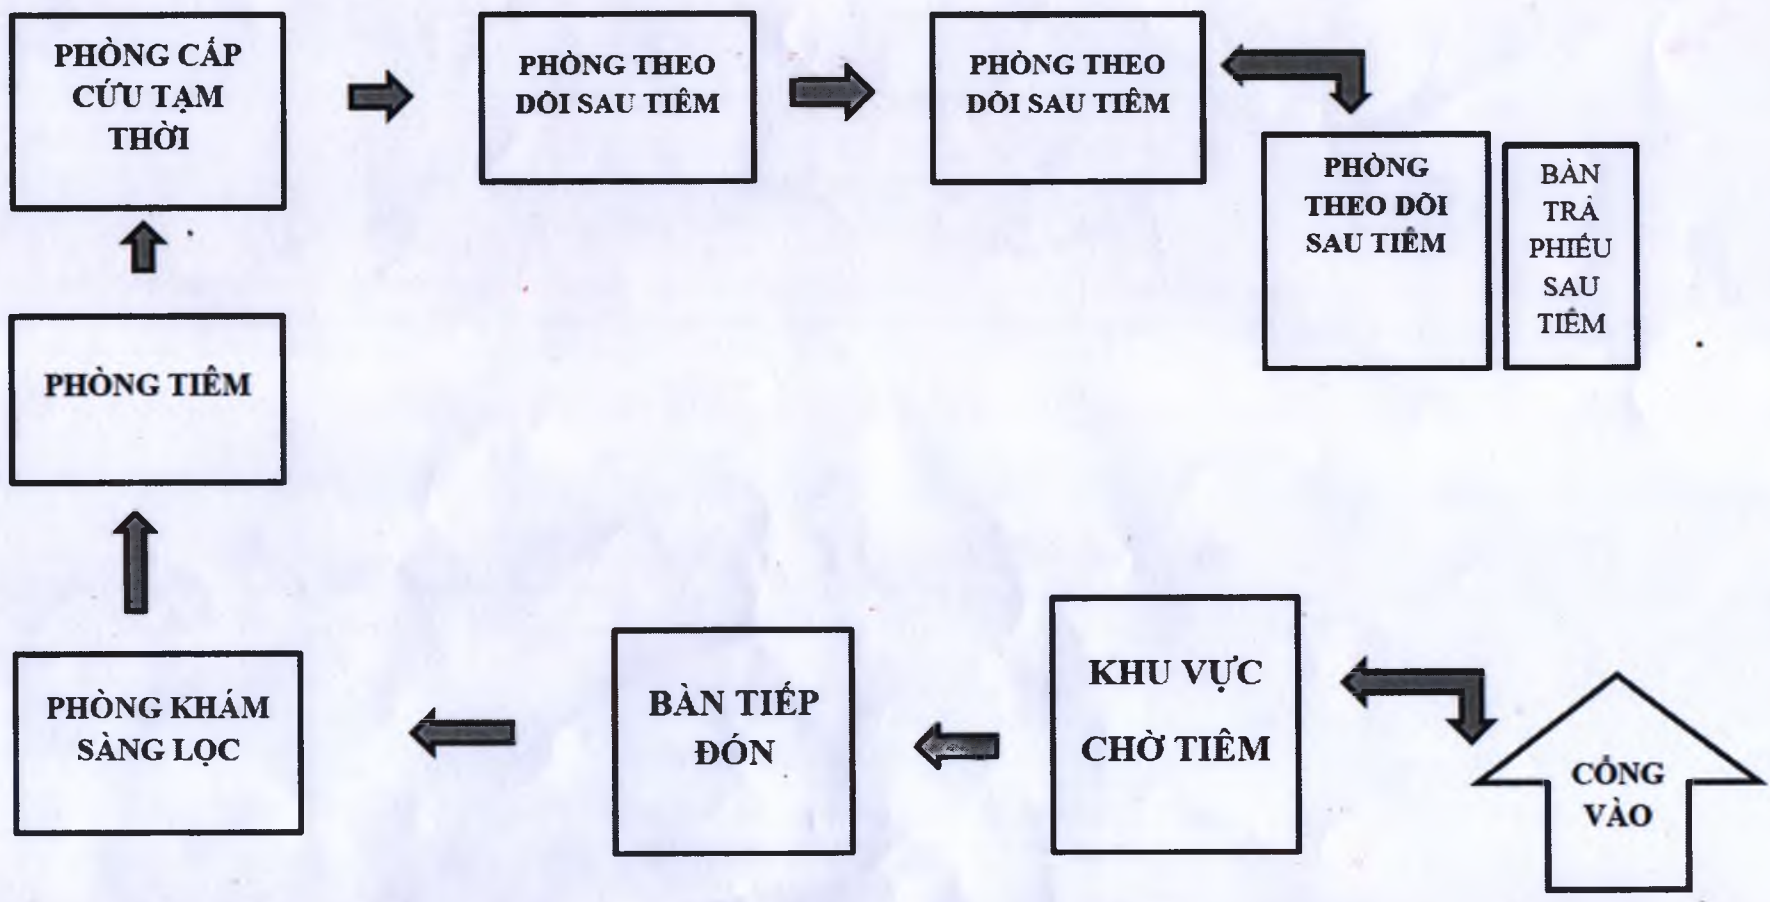 PHÒNG CẤP
CỨU TẠM
THỜI
PHÒNG THEO
DÕI SAU TIÊM
PHÒNG THEO
DÕI SAU TIÊM
PHÒNG
THEO DÕI
SAU TIÊM
BÀN
TRẢ
PHIẾU
SAU
TIÊM
PHÒNG TIÊM
PHÒNG KHÁM
SÀNG LỌC
BÀN TIẾP
ĐÓN
KHU VỰC
CHỜ TIÊM
CỔNG
VÀO